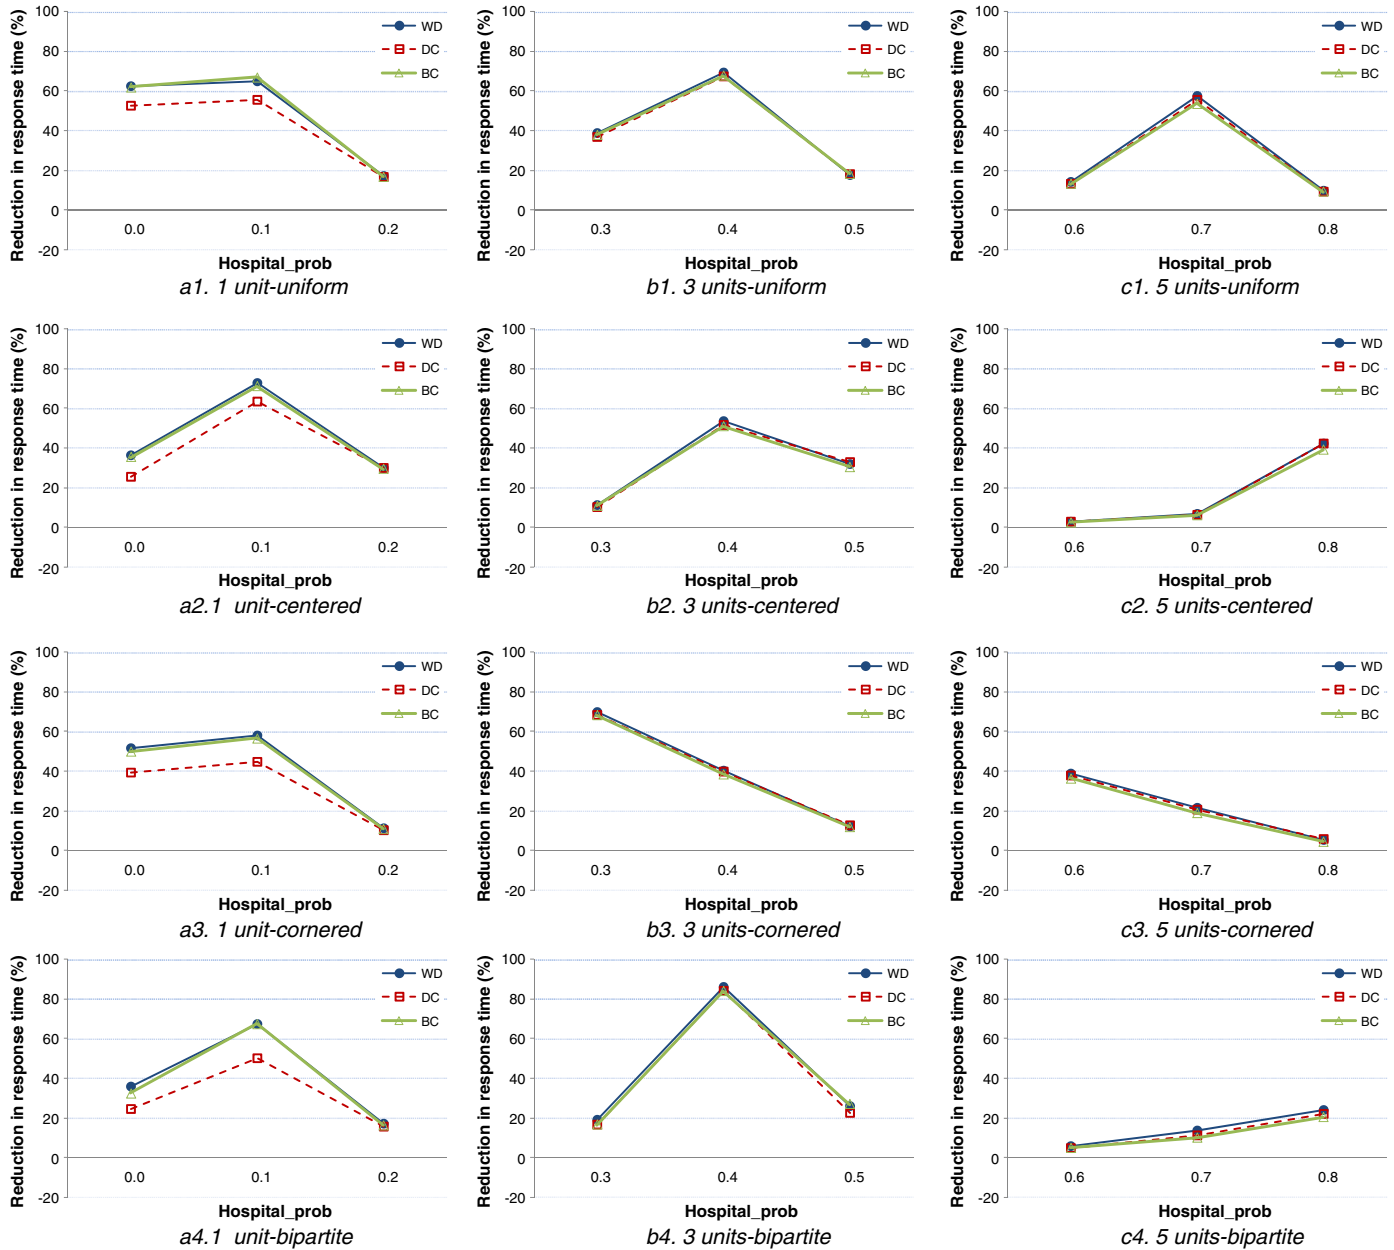 Reduction in response time (%)
100
80
60
40
20
0
-20
WD
DC
BC
0.0 0.1 0.2
Hospital_prob
a1. 1 unit-uniform
Reduction in response time (%)
100
80
60
40
20
0
-20
WD
DC
BC
0.3 0.4 0.5
Hospital_prob
b1. 3 units-uniform
Reduction in response time (%)
100
80
60
40
20
0
-20
WD
DC
BC
0.6 0.7 0.8
Hospital_prob
c1. 5 units-uniform
Reduction in response time (%)
100
80
60
40
20
0
-20
WD
DC
BC
0.0 0.1 0.2
Hospital_prob
a2.1 unit-centered
Reduction in response time (%)
100
80
60
40
20
0
-20
WD
DC
BC
0.3 0.4 0.5
Hospital_prob
b2. 3 units-centered
Reduction in response time (%)
100
80
60
40
20
0
-20
WD
DC
BC
0.6 0.7 0.8
Hospital_prob
c2. 5 units-centered
Reduction in response time (%)
100
80
60
40
20
0
-20
WD
DC
BC
0.0 0.1 0.2
Hospital_prob
a3. 1 unit-cornered
Reduction in response time (%)
100
80
60
40
20
0
-20
WD
DC
BC
0.3 0.4 0.5
Hospital_prob
b3. 3 units-cornered
Reduction in response time (%)
100
80
60
40
20
0
-20
WD
DC
BC
0.6 0.7 0.8
Hospital_prob
c3. 5 units-cornered
Reduction in response time (%)
100
80
60
40
20
0
-20
WD
DC
BC
0.0 0.1 0.2
Hospital_prob
a4.1 unit-bipartite
Reduction in response time (%)
100
80
60
40
20
0
-20
WD
DC
BC
0.3 0.4 0.5
Hospital_prob
b4. 3 units-bipartite
Reduction in response time (%)
100
80
60
40
20
0
-20
WD
DC
BC
0.6 0.7 0.8
Hospital_prob
c4. 5 units-bipartite